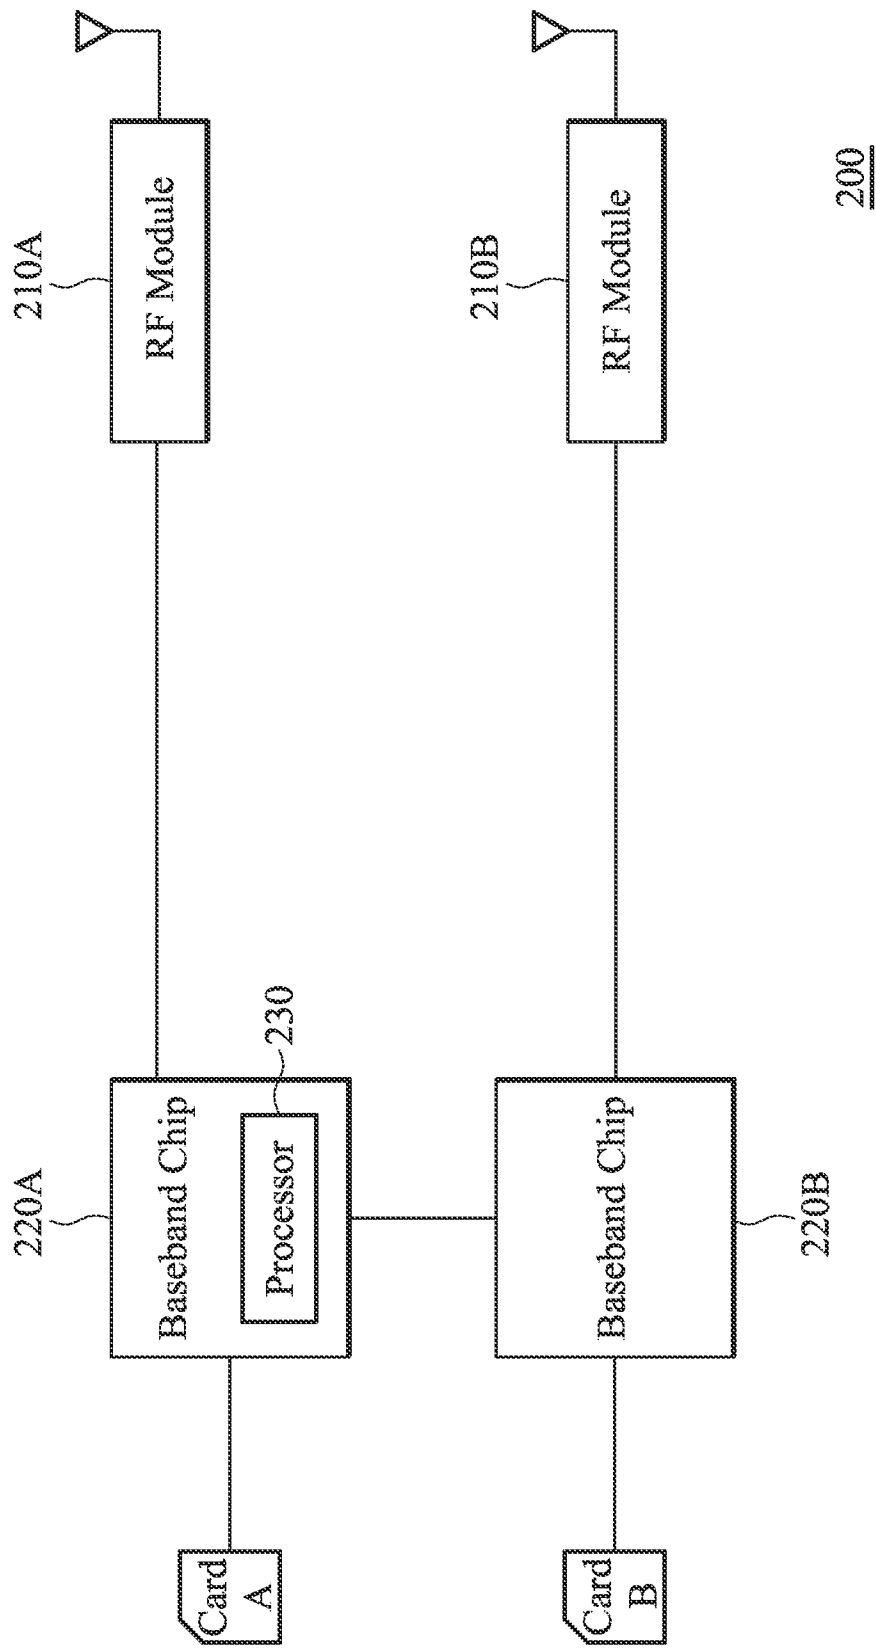 Card
A
220A
Baseband Chip
Processor
230
210A
RF Module
Card
B
Baseband Chip
220B
210B
RF Module
200